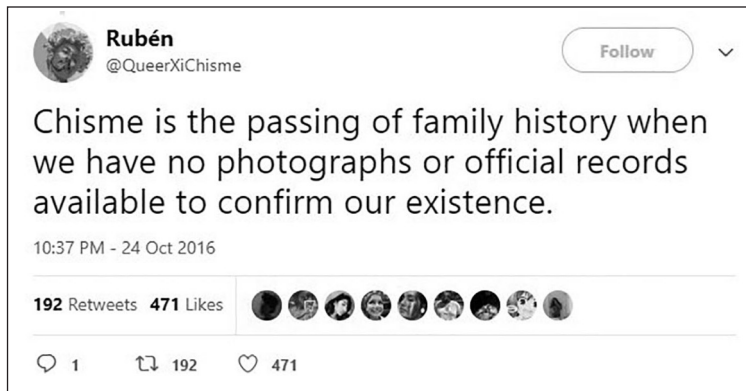 Rubén
@QueerXiChisme
Follow
Chisme is the passing of family history when
we have no photographs or official records
available to confirm our existence.
10:37 PM - 24 Oct 2016
192 Retweets 471 Likes
1 192 471